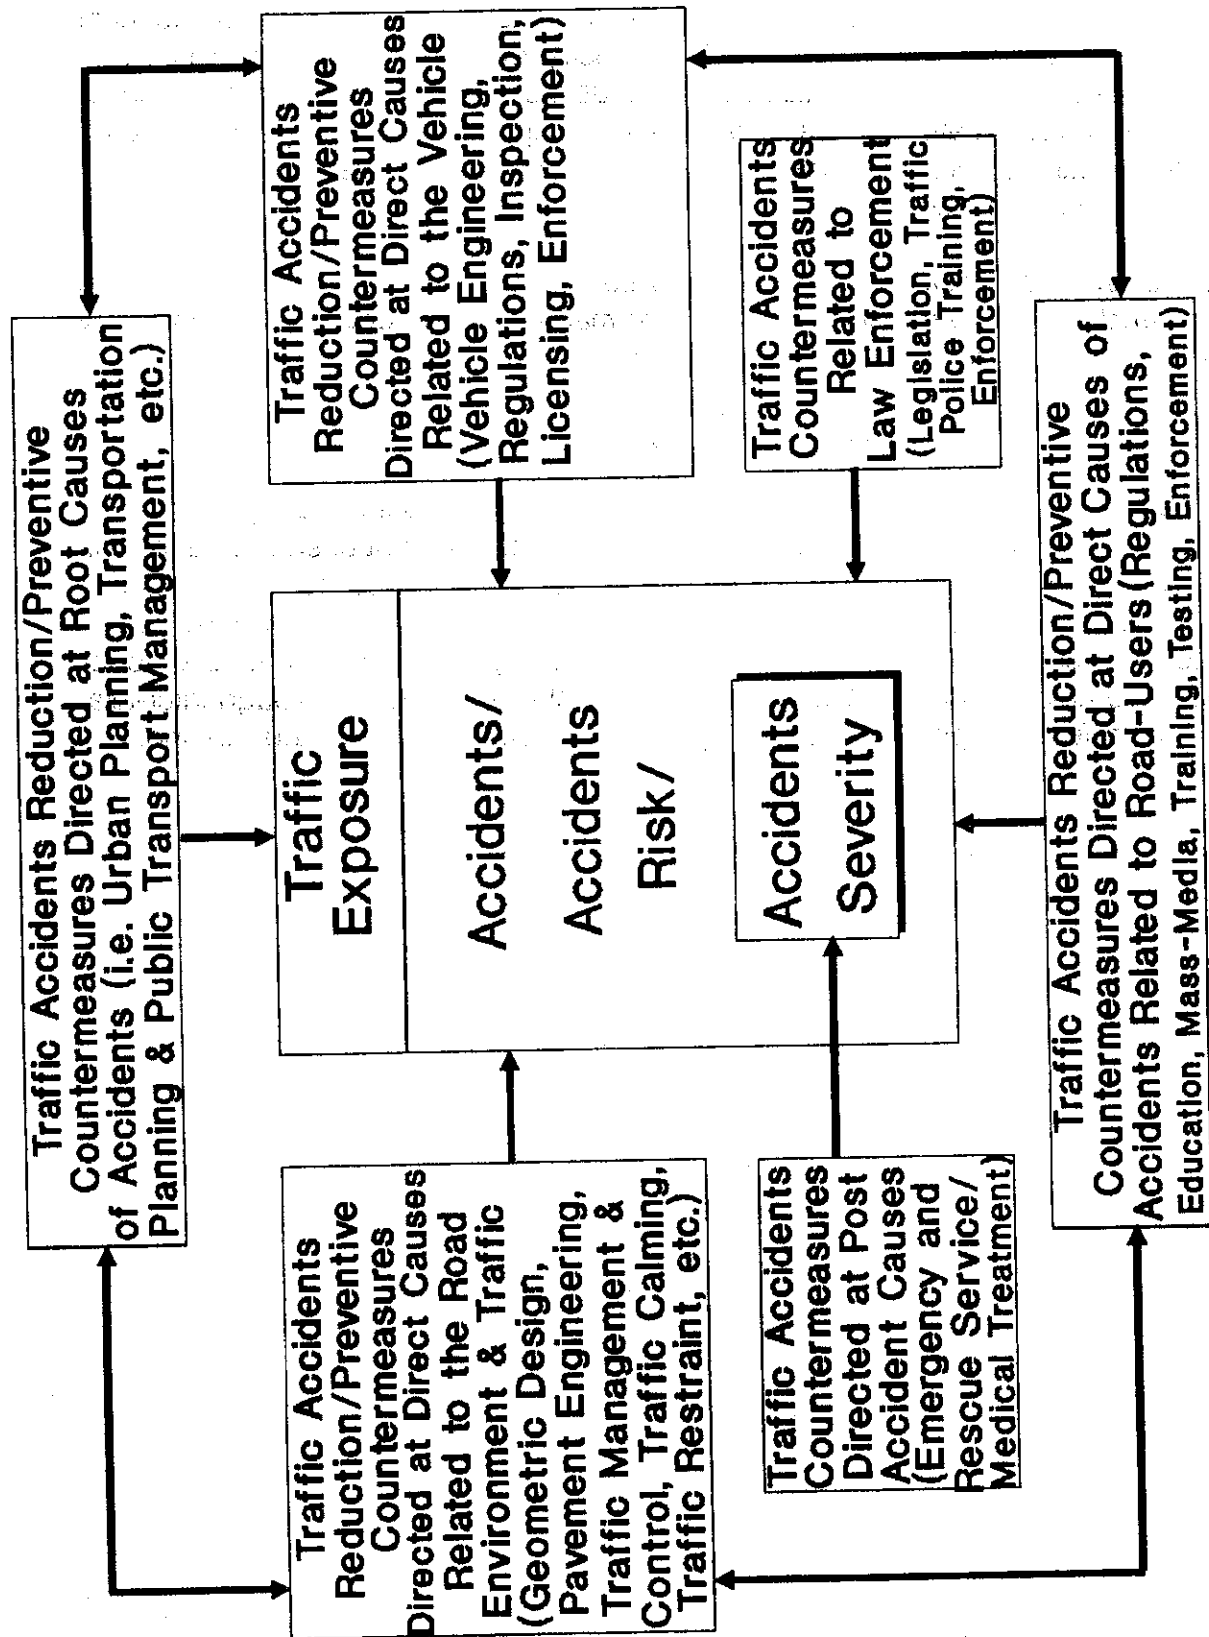 Traffic Accidents Reduction/Preventive
Countermeasures Directed at Root Causes
of Accidents (i.e. Urban Planning, Transportation
Planning & Public Transport Management, etc.)
Traffic Accidents
Reduction/Preventive
Countermeasures
Directed at Direct Causes
Related to the Road
Environment & Traffic
(Geometric Design,
Pavement Engineering,
Traffic Management &
Control, Traffic Calming,
Traffic Restraint, etc.)
Traffic
Exposure
Accidents/
Accidents
Risk/
Accidents
Severity
Traffic Accidents
Reduction/Preventive
Countermeasures
Directed at Direct Causes
Related to the Vehicle
(Vehicle Engineering,
Regulations, Inspection,
Licensing, Enforcement)
Traffic Accidents
Countermeasures
Directed at Post
Accident Causes
(Emergency and
Rescue Service/
Medical Treatment)
Traffic Accidents
Countermeasures
Related to
Law Enforcement
(Legislation, Traffic
Police Training,
Enforcement)
Traffic Accidents Reduction/Preventive
Countermeasures Directed at Direct Causes of
Accidents Related to Road-Users (Regulations,
Education, Mass-Media, Training, Testing, Enforcement)